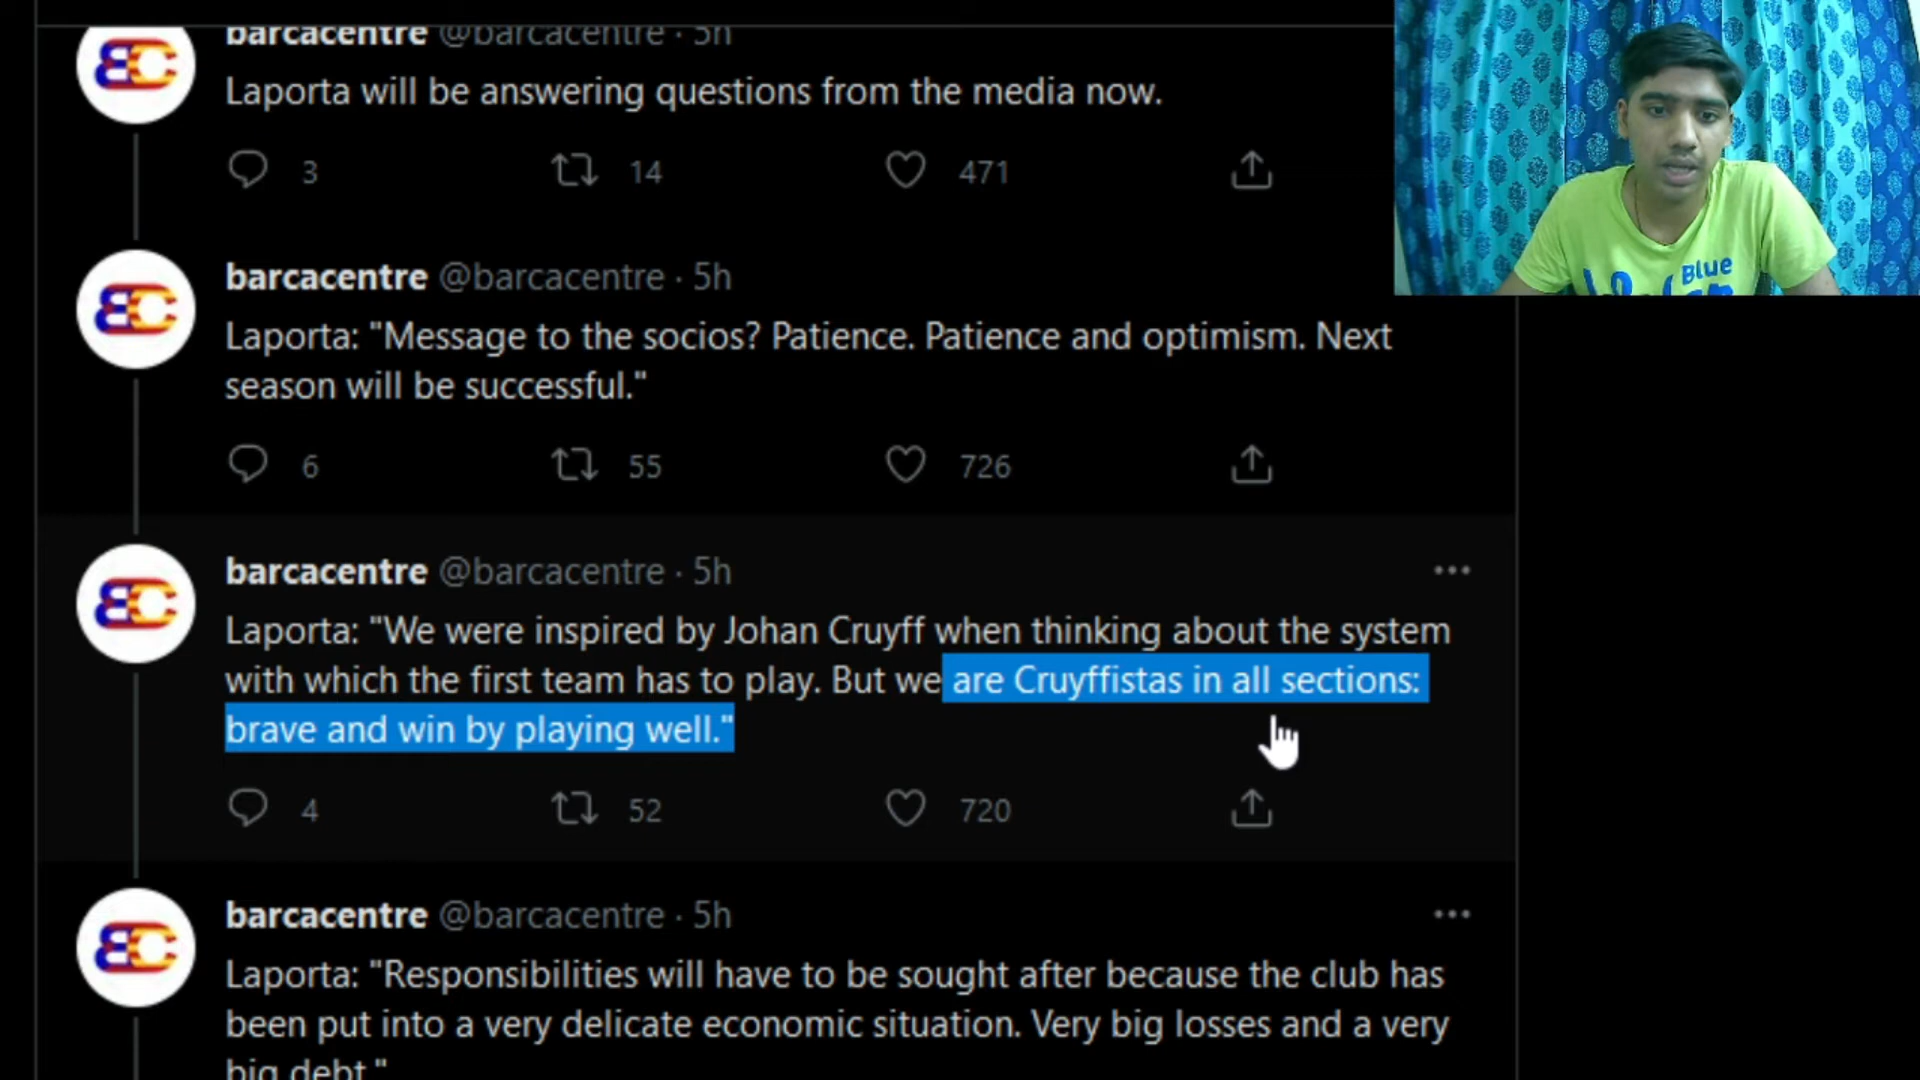 barcacentre @barcacentre · 5h
Laporta will be answering questions from the media now.
3 14 471
barcacentre @barcacentre · 5h
Laporta: "Message to the socios? Patience. Patience and optimism. Next
season will be successful."
6 55 726
barcacentre @barcacentre · 5h
Laporta: "We were inspired by Johan Cruyff when thinking about the system
with which the first team has to play. But we are Cruyffistas in all sections:
brave and win by playing well."
4 52 720
barcacentre @barcacentre · 5h
Laporta: "Responsibilities will have to be sought after because the club has
been put into a very delicate economic situation. Very big losses and a very
big debt."
Blue